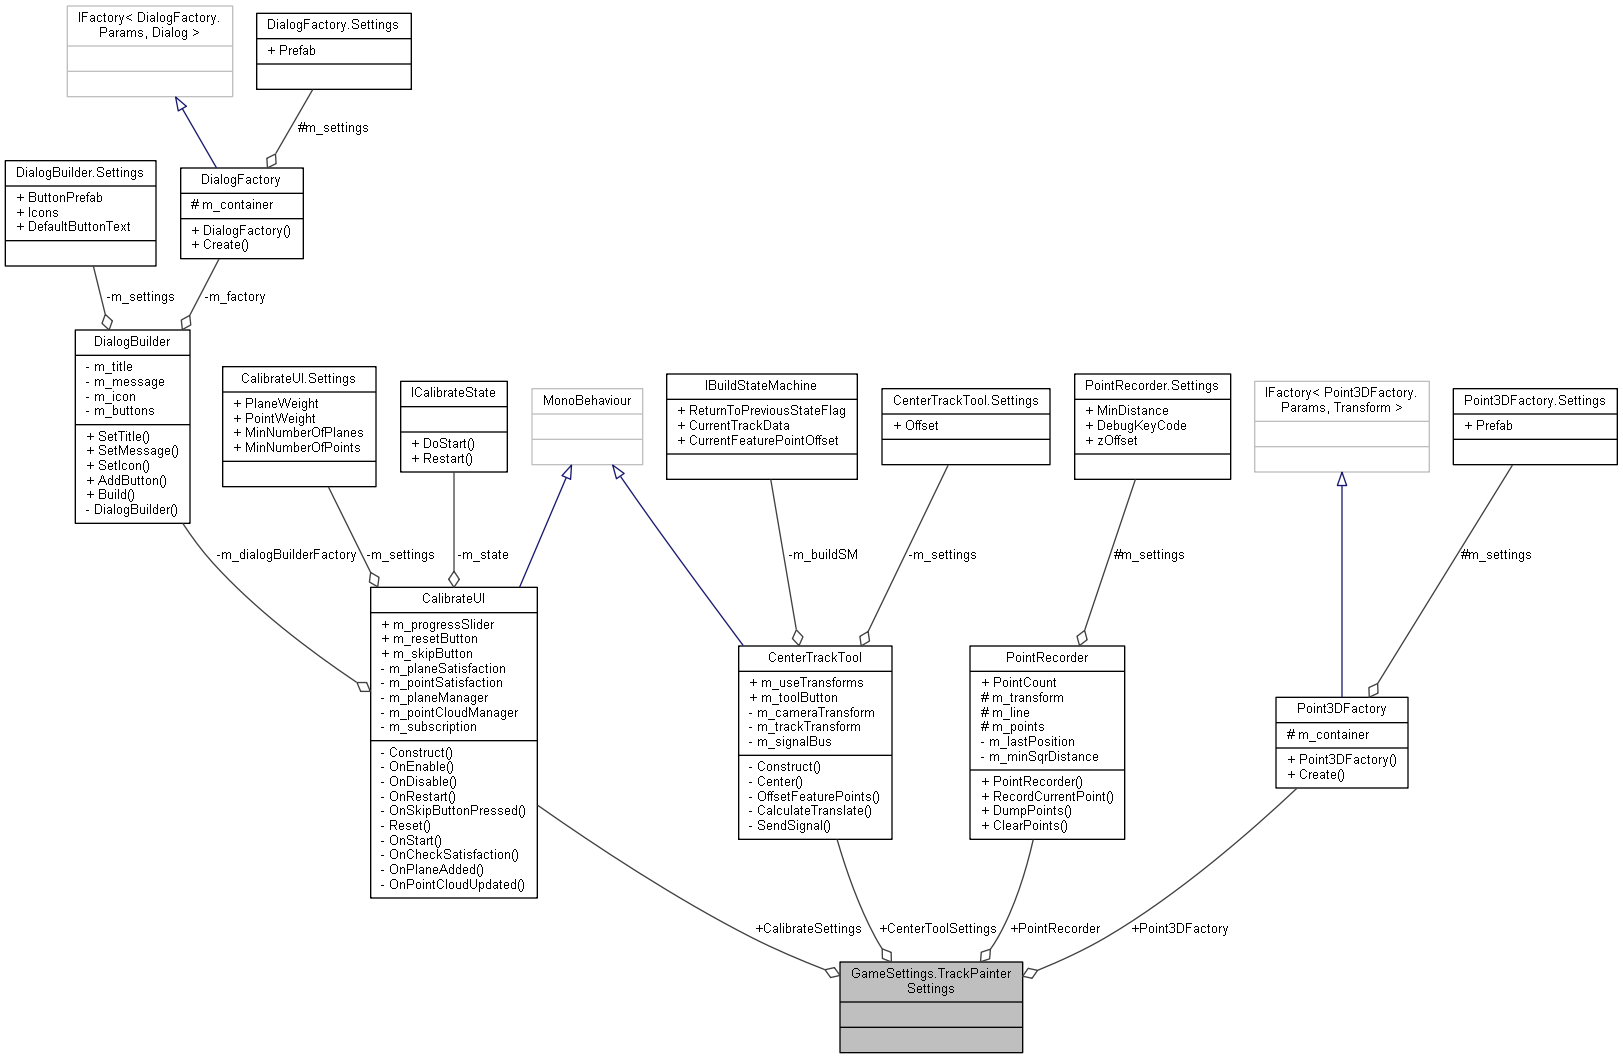 IFactory< DialogFactory.
Params, Dialog >
DialogFactory.Settings
+ Prefab
#m_settings
DialogBuilder.Settings
+ ButtonPrefab
+ Icons
+ DefaultButtonText
DialogFactory
# m_container
+ DialogFactory()
+ Create()
-m_settings
-m_factory
DialogBuilder
- m_title
- m_message
- m_icon
- m_buttons
+ SetTitle()
+ SetMessage()
+ SetIcon()
+ AddButton()
+ Build()
- DialogBuilder()
CalibrateUI.Settings
+ PlaneWeight
+ PointWeight
+ MinNumberOfPlanes
+ MinNumberOfPoints
ICalibrateState
+ DoStart()
+ Restart()
MonoBehaviour
IBuildStateMachine
+ ReturnToPreviousStateFlag
+ CurrentTrackData
+ CurrentFeaturePointOffset
CenterTrackTool.Settings
+ Offset
PointRecorder.Settings
+ MinDistance
+ DebugKeyCode
+ zOffset
IFactory< Point3DFactory.
Params, Transform >
Point3DFactory.Settings
+ Prefab
-m_dialogBuilderFactory
-m_settings
-m_state
-m_buildSM
-m_settings
#m_settings
#m_settings
CalibrateUI
+ m_progressSlider
+ m_resetButton
+ m_skipButton
- m_planeSatisfaction
- m_pointSatisfaction
- m_planeManager
- m_pointCloudManager
- m_subscription
- Construct()
- OnEnable()
- OnDisable()
- OnRestart()
- OnSkipButtonPressed()
- Reset()
- OnStart()
- OnCheckSatisfaction()
- OnPlaneAdded()
- OnPointCloudUpdated()
CenterTrackTool
+ m_useTransforms
+ m_toolButton
- m_cameraTransform
- m_trackTransform
- m_signalBus
- Construct()
- Center()
- OffsetFeaturePoints()
- CalculateTranslate()
- SendSignal()
PointRecorder
+ PointCount
# m_transform
# m_line
# m_points
- m_lastPosition
- m_minSqrDistance
+ PointRecorder()
+ RecordCurrentPoint()
+ DumpPoints()
+ ClearPoints()
Point3DFactory
# m_container
+ Point3DFactory()
+ Create()
+CalibrateSettings
+CenterToolSettings
+PointRecorder
+Point3DFactory
GameSettings.TrackPainter
Settings